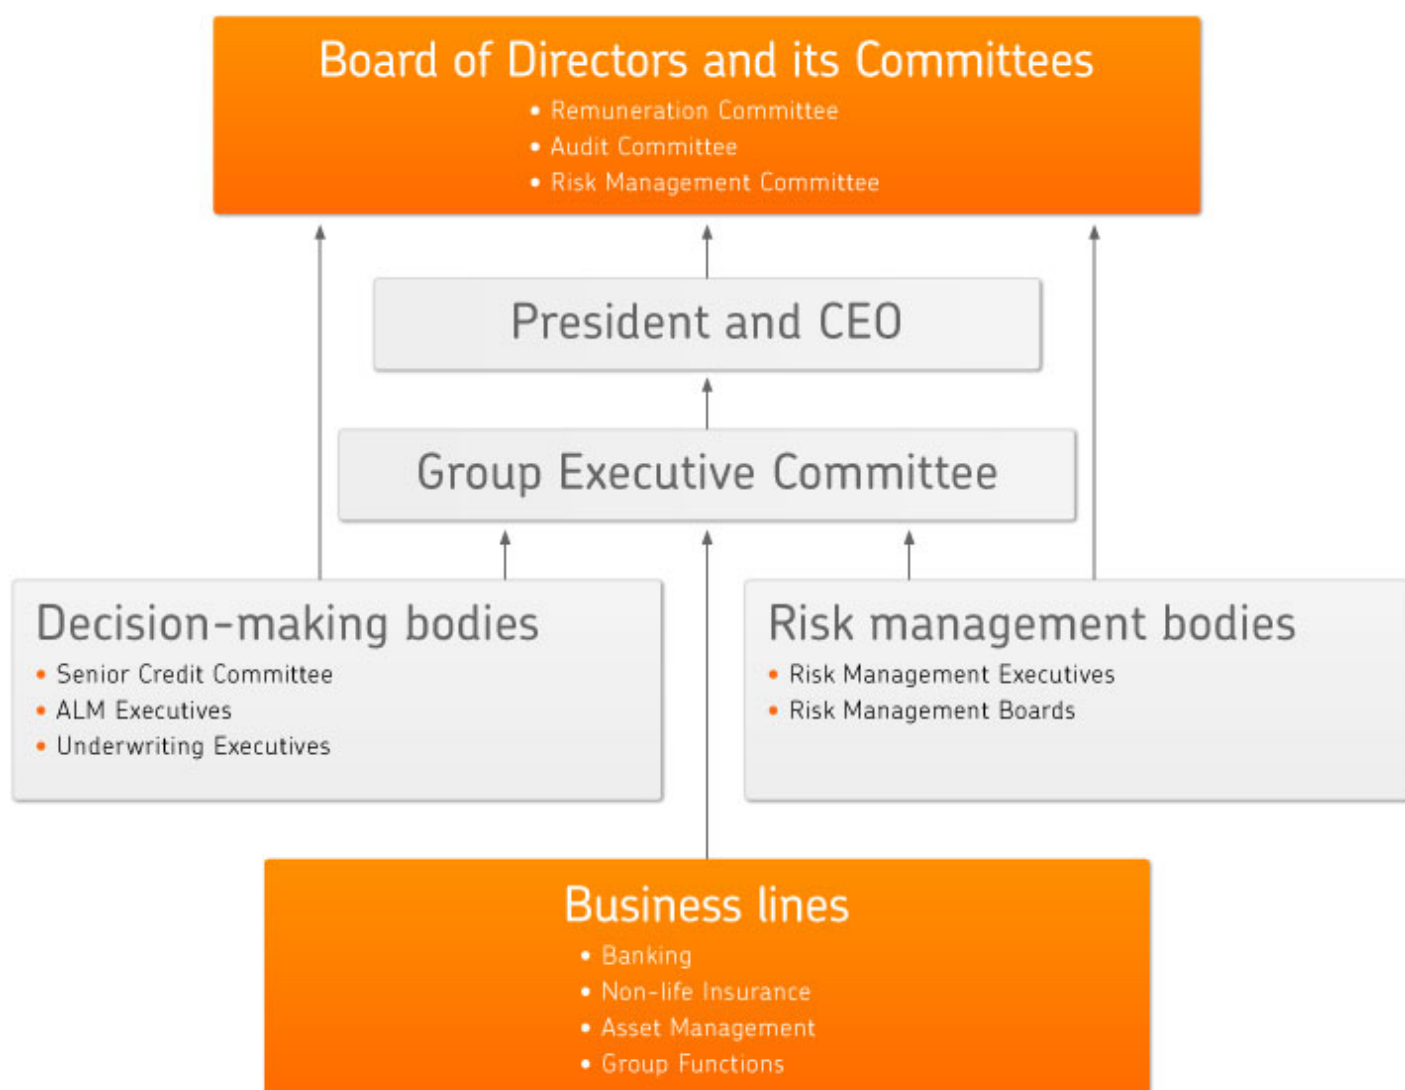 Board of Directors and its Committees
• Remuneration Committee
• Audit Committee
• Risk Management Committee
President and CEO
Group Executive Committee
Decision-making bodies
• Senior Credit Committee
• ALM Executives
• Underwriting Executives
Risk management bodies
• Risk Management Executives
• Risk Management Boards
Business lines
• Banking
• Non-life Insurance
• Asset Management
• Group Functions